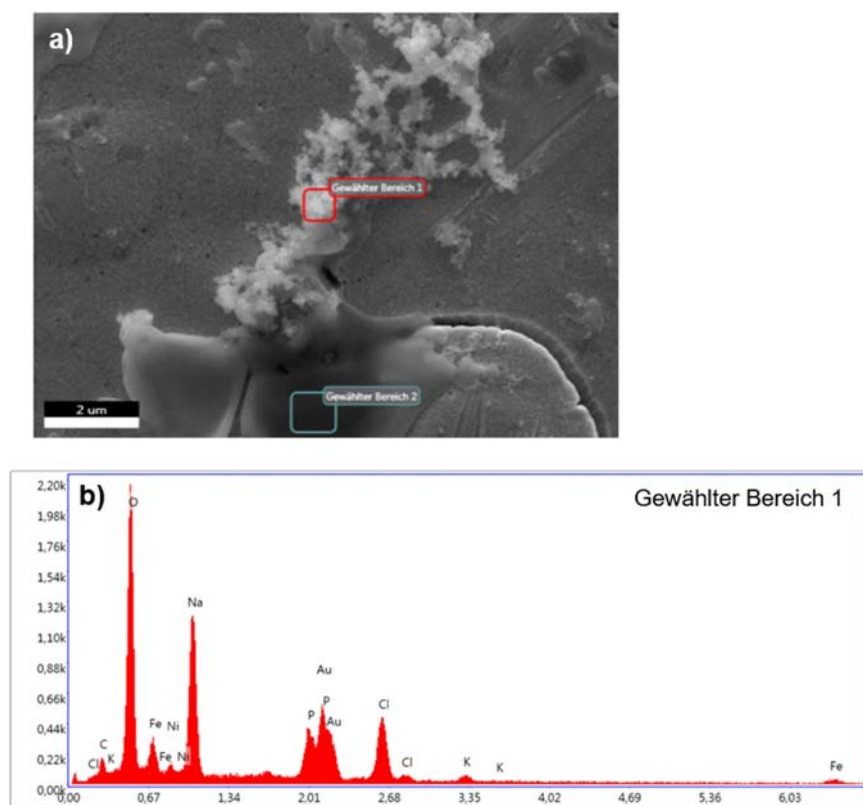 a)
Gewählter Bereich 1
Gewählter Bereich 2
2 um
b)
Gewählter Bereich 1
2,20k
1,98k
1,76k
1,54k
1,32k
1,10k
0,88k
0,66k
0,44k
0,22k
0,00k
O
Na
Au
P
P
Au
Cl
Fe
Ni
C
K
Cl
Fe
Ni
Cl
K
K
Fe
0,00 0,67 1,34 2,01 2,68 3,35 4,02 4,69 5,36 6,03